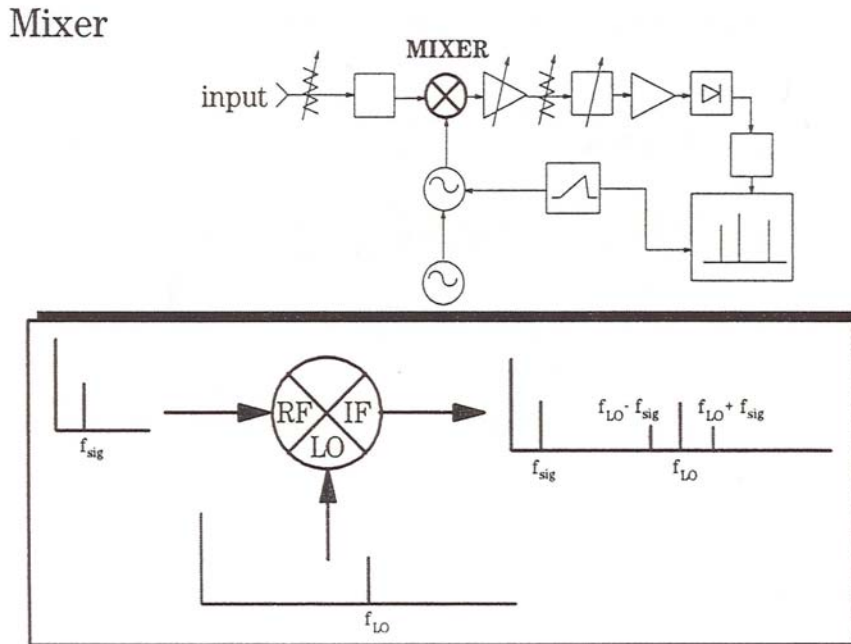 Mixer
MIXER
input
RF IF
LO
f_sig
f_LO
f_LO - f_sig
f_LO + f_sig
f_sig
f_LO